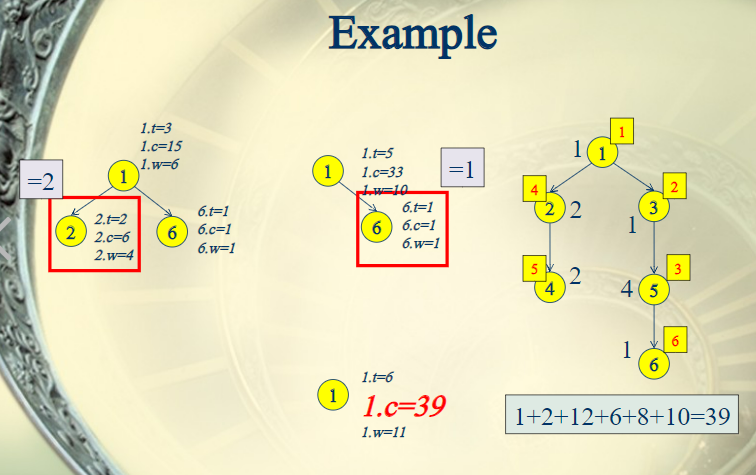 Example
1.t=3
1.c=15
1.w=6
=2
1
2
2.t=2
2.c=6
2.w=4
6
6.t=1
6.c=1
6.w=1
1
1.t=5
1.c=33
1.w=10
=1
6
6.t=1
6.c=1
6.w=1
1
1.t=6
1.c=39
1.w=11
1
1 1
4 2
2 2 3
1
5 3
4 2 4 5
6
1 6
1+2+12+6+8+10=39